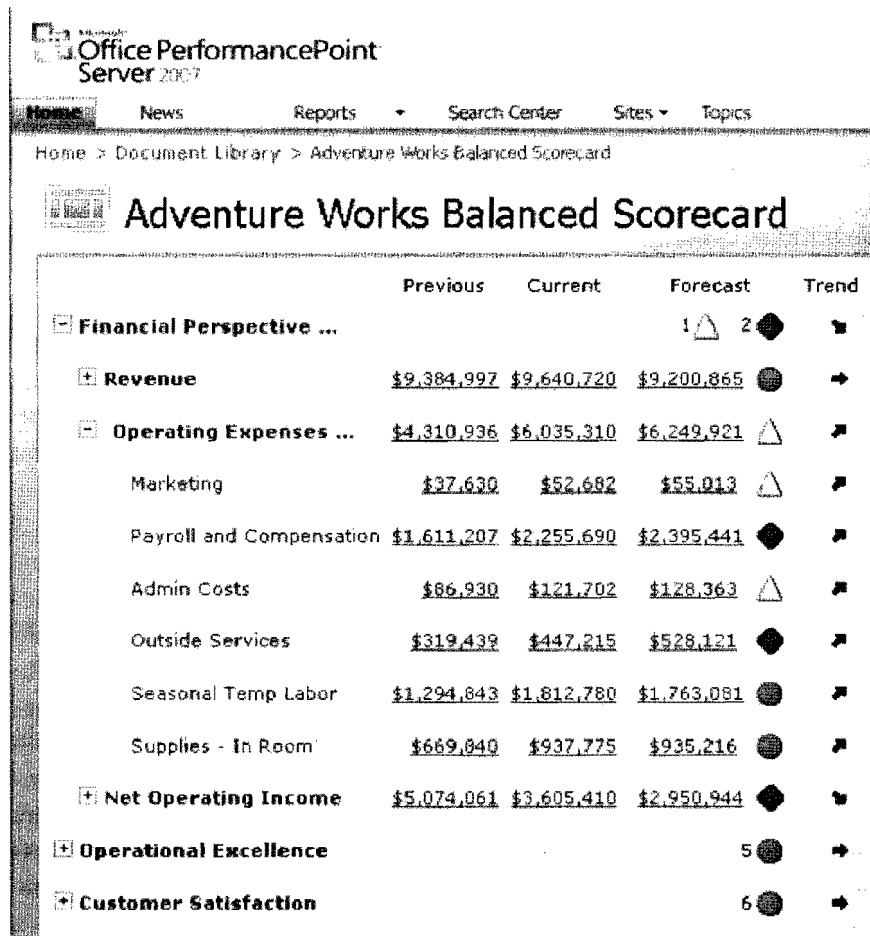 Microsoft
Office PerformancePoint
Server 2007
Home News Reports Search Center Sites Topics
Home > Document Library > Adventure Works Balanced Scorecard
Adventure Works Balanced Scorecard
Previous Current Forecast Trend
Financial Perspective ... 1 2
Revenue $9,384,997 $9,640,720 $9,200,865
Operating Expenses ... $4,310,936 $6,035,310 $6,249,921
Marketing $37,630 $52,682 $55,013
Payroll and Compensation $1,611,207 $2,255,690 $2,395,441
Admin Costs $86,930 $121,702 $128,363
Outside Services $319,439 $447,215 $528,121
Seasonal Temp Labor $1,294,843 $1,812,780 $1,763,081
Supplies - In Room $669,840 $937,775 $935,216
Net Operating Income $5,074,061 $3,605,410 $2,950,944
Operational Excellence 5
Customer Satisfaction 6